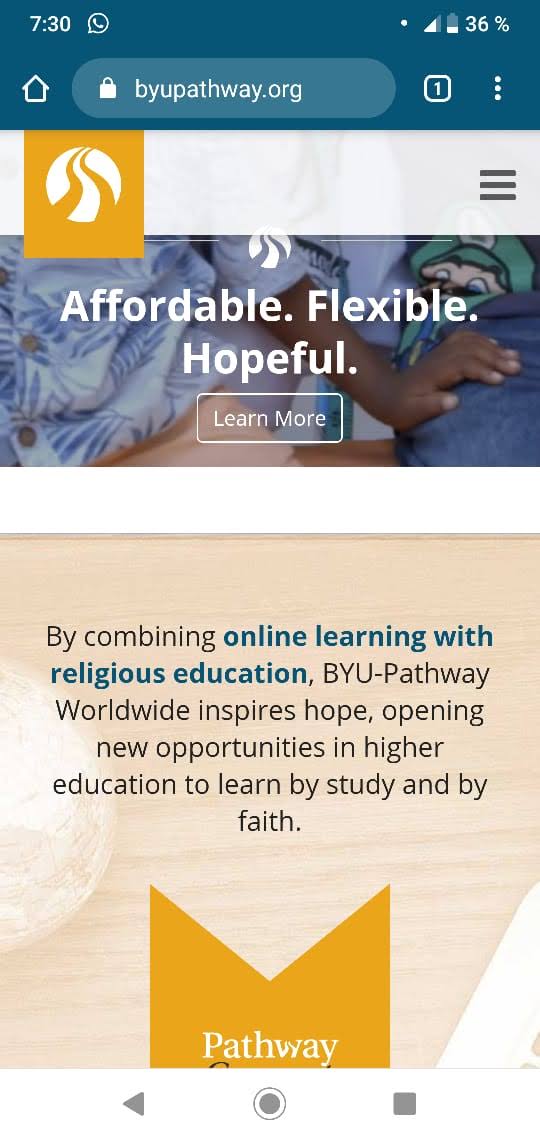 7:30
36 %
byupathway.org
1
Affordable. Flexible.
Hopeful.
Learn More
By combining online learning with
religious education, BYU-Pathway
Worldwide inspires hope, opening
new opportunities in higher
education to learn by study and by
faith.
Pathway